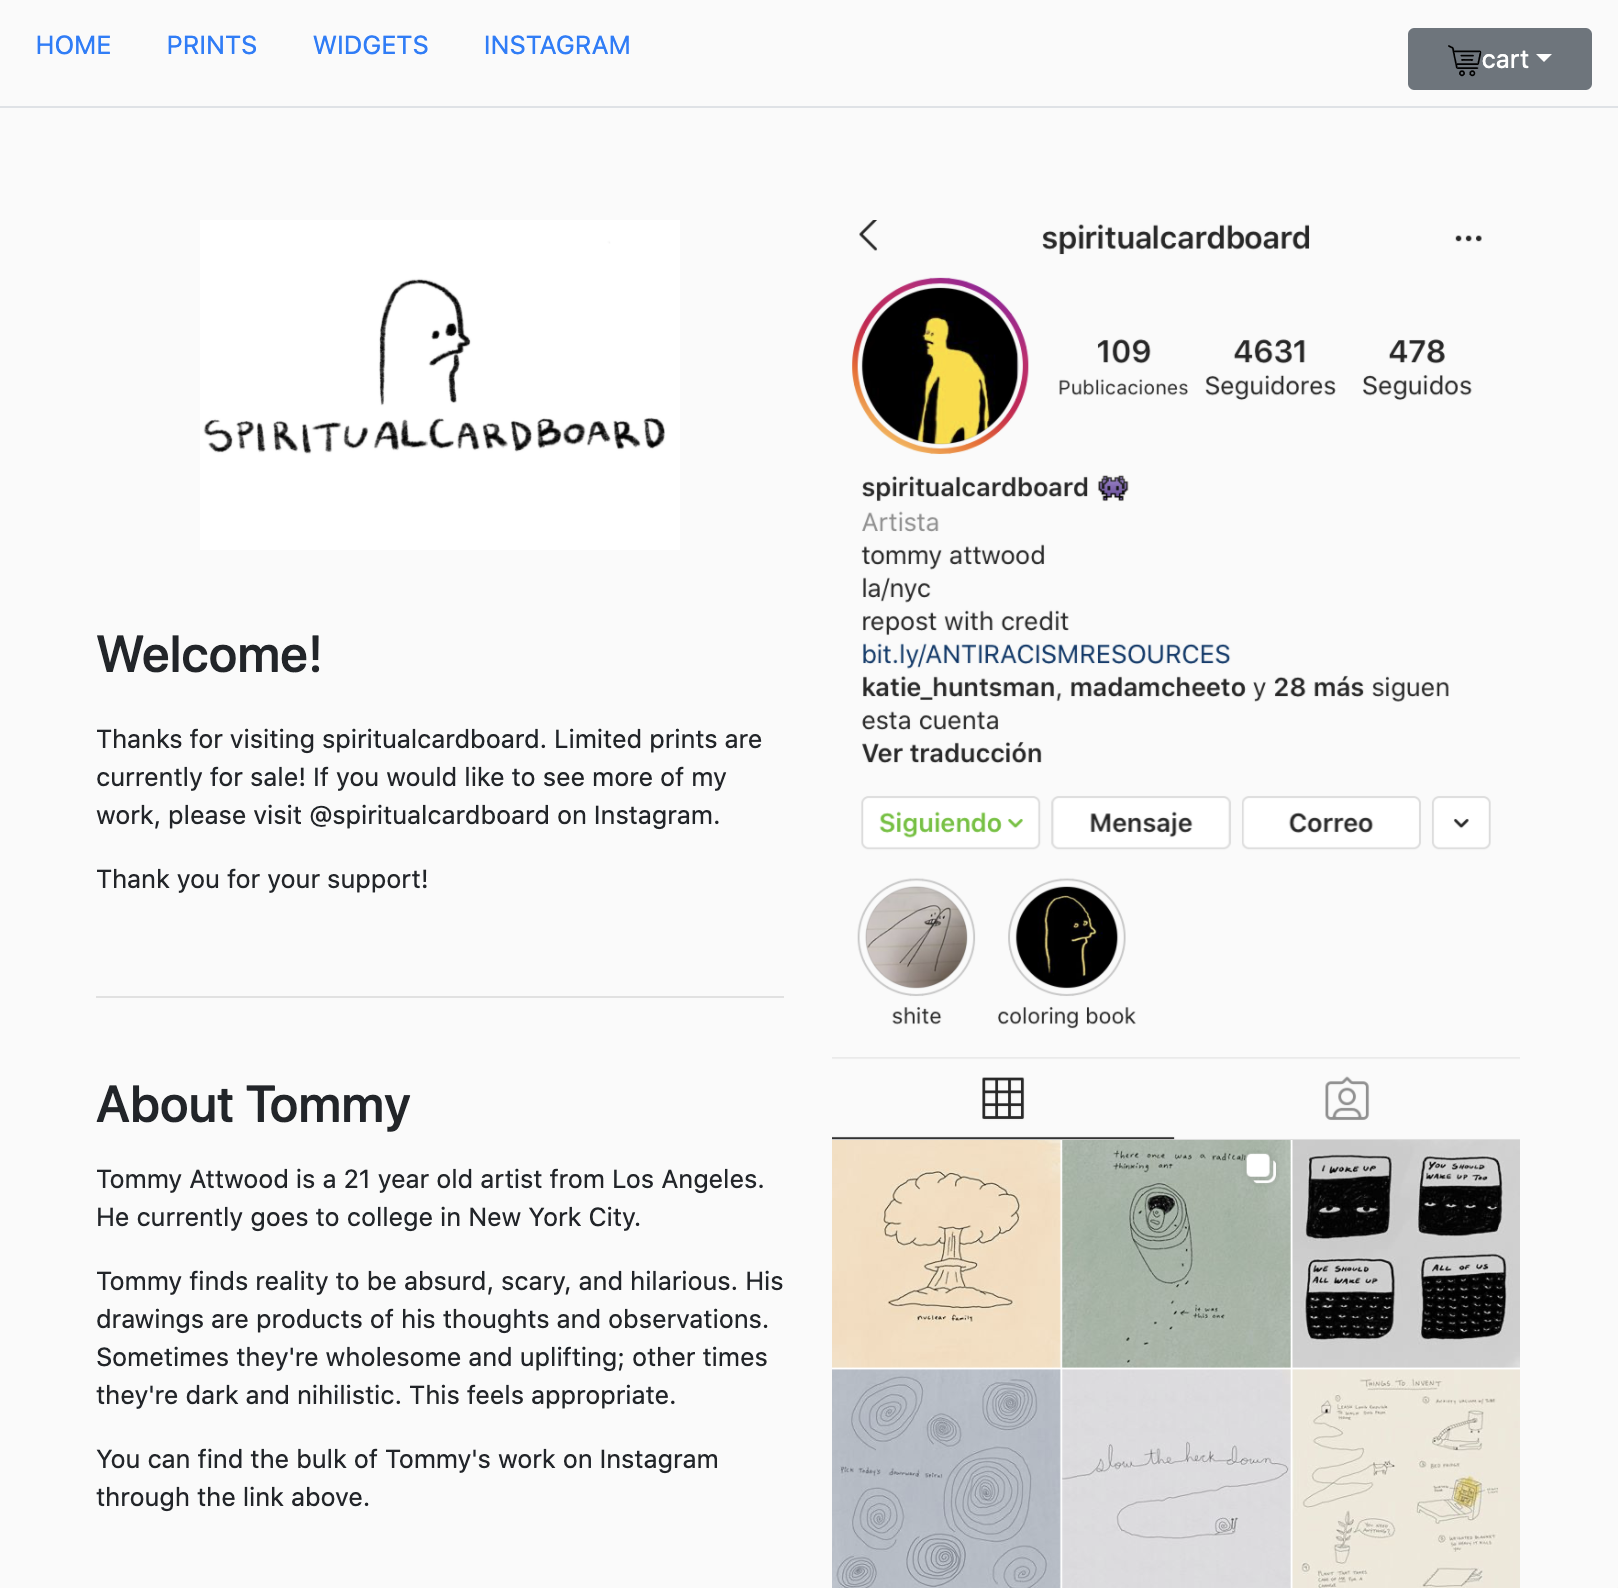 HOME PRINTS WIDGETS INSTAGRAM
cart
SPIRITUALCARDBOARD
Welcome!
Thanks for visiting spiritualcardboard. Limited prints are
currently for sale! If you would like to see more of my
work, please visit @spiritualcardboard on Instagram.
Thank you for your support!
About Tommy
Tommy Attwood is a 21 year old artist from Los Angeles.
He currently goes to college in New York City.
Tommy finds reality to be absurd, scary, and hilarious. His
drawings are products of his thoughts and observations.
Sometimes they're wholesome and uplifting; other times
they're dark and nihilistic. This feels appropriate.
You can find the bulk of Tommy's work on Instagram
through the link above.
spiritualcardboard
109 4631 478
Publicaciones Seguidores Seguidos
spiritualcardboard
Artista
tommy attwood
la/nyc
repost with credit
bit.ly/ANTIRACISMRESOURCES
katie_huntsman, madamcheeto y 28 más siguen
esta cuenta
Ver traducción
Siguiendo Mensaje Correo
shite coloring book
nuclear family
there once was a radical
thinking ant
it was
this one
I WOKE UP
YOU SHOULD
WAKE UP TOO
WE SHOULD
ALL WAKE UP
ALL OF US
PICK TODAY'S downward spiral
slow the heck down
THINGS TO INVENT
YOU NEED
ANYTHING?